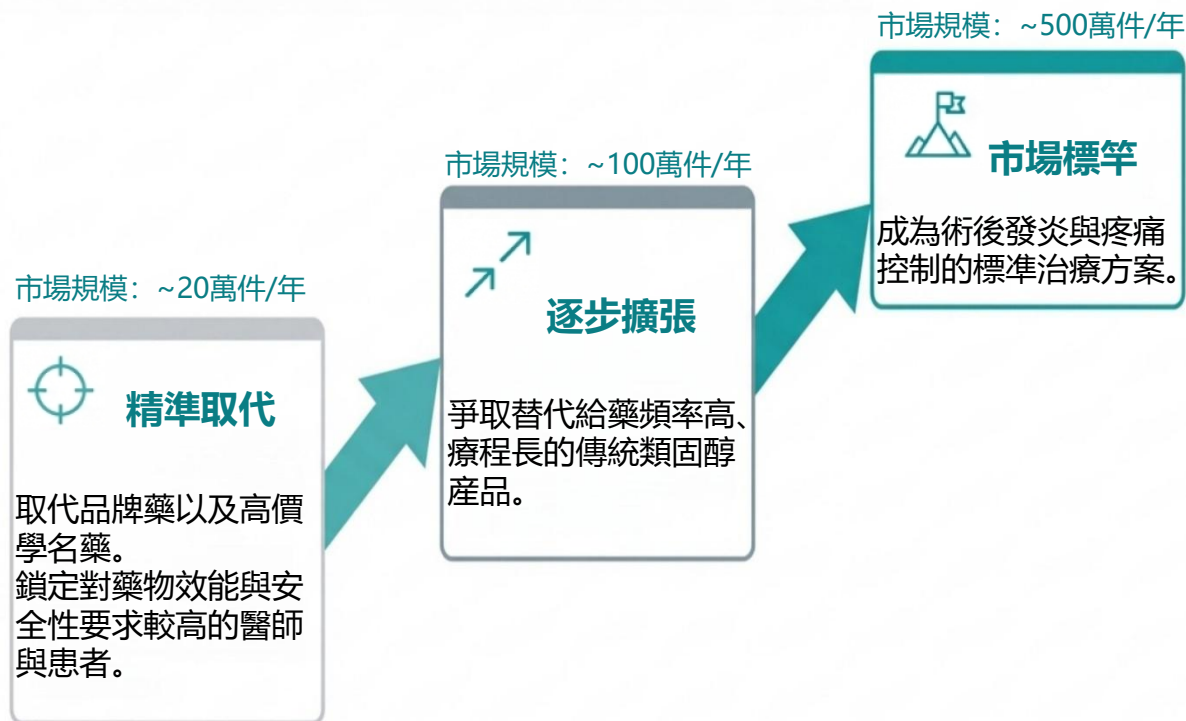 市場規模：~20萬件/年
精準取代
取代品牌藥以及高價
學名藥。
鎖定對藥物效能與安
全性要求較高的醫師
與患者。
市場規模：~100萬件/年
逐步擴張
爭取替代給藥頻率高、
療程長的傳統類固醇
産品。
市場規模：~500萬件/年
市場標竿
成為術後發炎與疼痛
控制的標準治療方案。